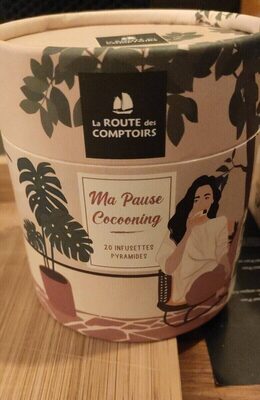 La ROUTE des
COMPTOIRS
Ma Pause
Cocooning
20 INFUSETTES
PYRAMIDES